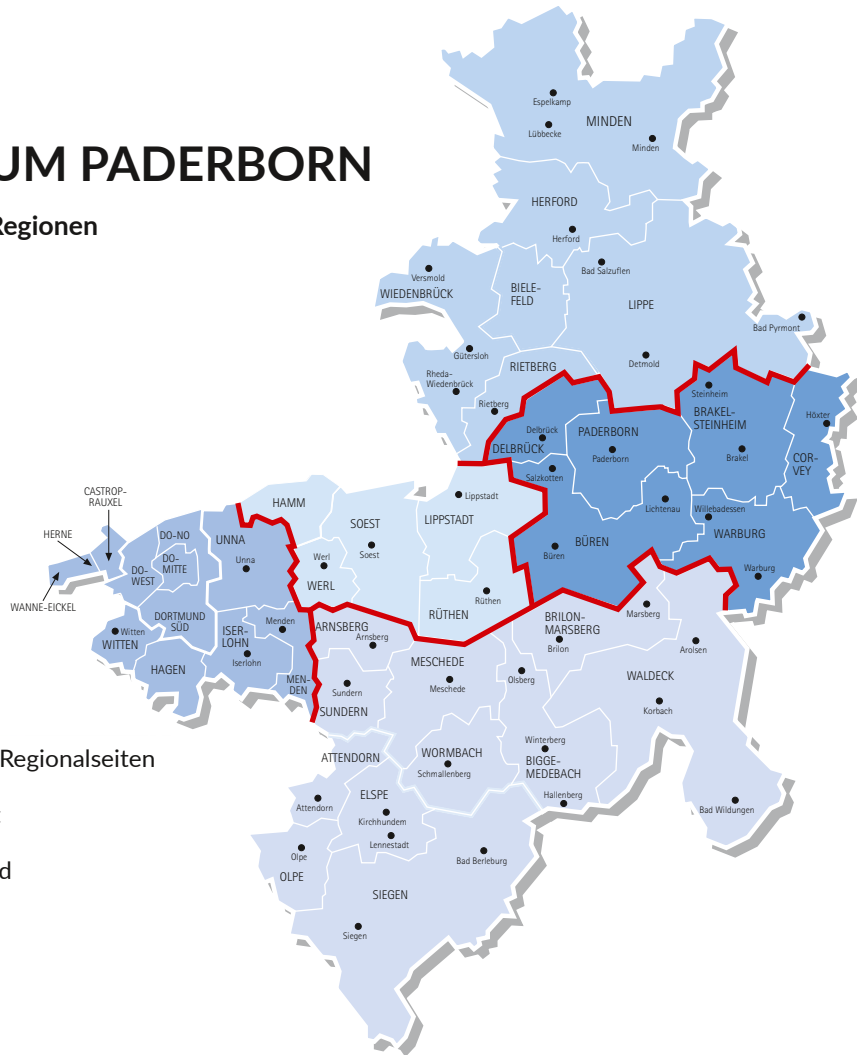 UM PADERBORN
Regionen
Espelkamp
MINDEN
Lübbecke
Minden
HERFORD
Herford
Versmold
WIEDENBRÜCK
BIELE-
FELD
Bad Salzuflen
LIPPE
Bad Pyrmont
Gütersloh
Detmold
RIETBERG
Rheda-
Wiedenbrück
Rietberg
Steinheim
BRAKEL-
STEINHEIM
Brakel
Höxter
COR-
VEY
Delbrück
DELBRÜCK
PADERBORN
Paderborn
Salzkotten
Lichtenau
Willebadessen
WARBURG
Warburg
BÜREN
Büren
Lippstadt
LIPPSTADT
HAMM
SOEST
Soest
Werl
WERL
Rüthen
RÜTHEN
CASTROP-
RAUXEL
HERNE
WANNE-EICKEL
DO-NO
DO-
MITTE
DO-
WEST
DORTMUND
SÜD
UNNA
Unna
Witten
WITTEN
HAGEN
ISER-
LOHN
Iserlohn
Menden
MEN-
DEN
ARNSBERG
Arnsberg
Sundern
SUNDERN
MESCHEDE
Meschede
BRILON-
MARSBERG
Brilon
Marsberg
Olsberg
Arolsen
WALDECK
Korbach
Bad Wildungen
Winterberg
BIGGE-
MEDEBACH
Hallenberg
WORMBACH
Schmallenberg
ATTENDORN
Attendorn
ELSPE
Kirchhundem
Lennestadt
Olpe
OLPE
Bad Berleburg
SIEGEN
Siegen
Regionalseiten
d